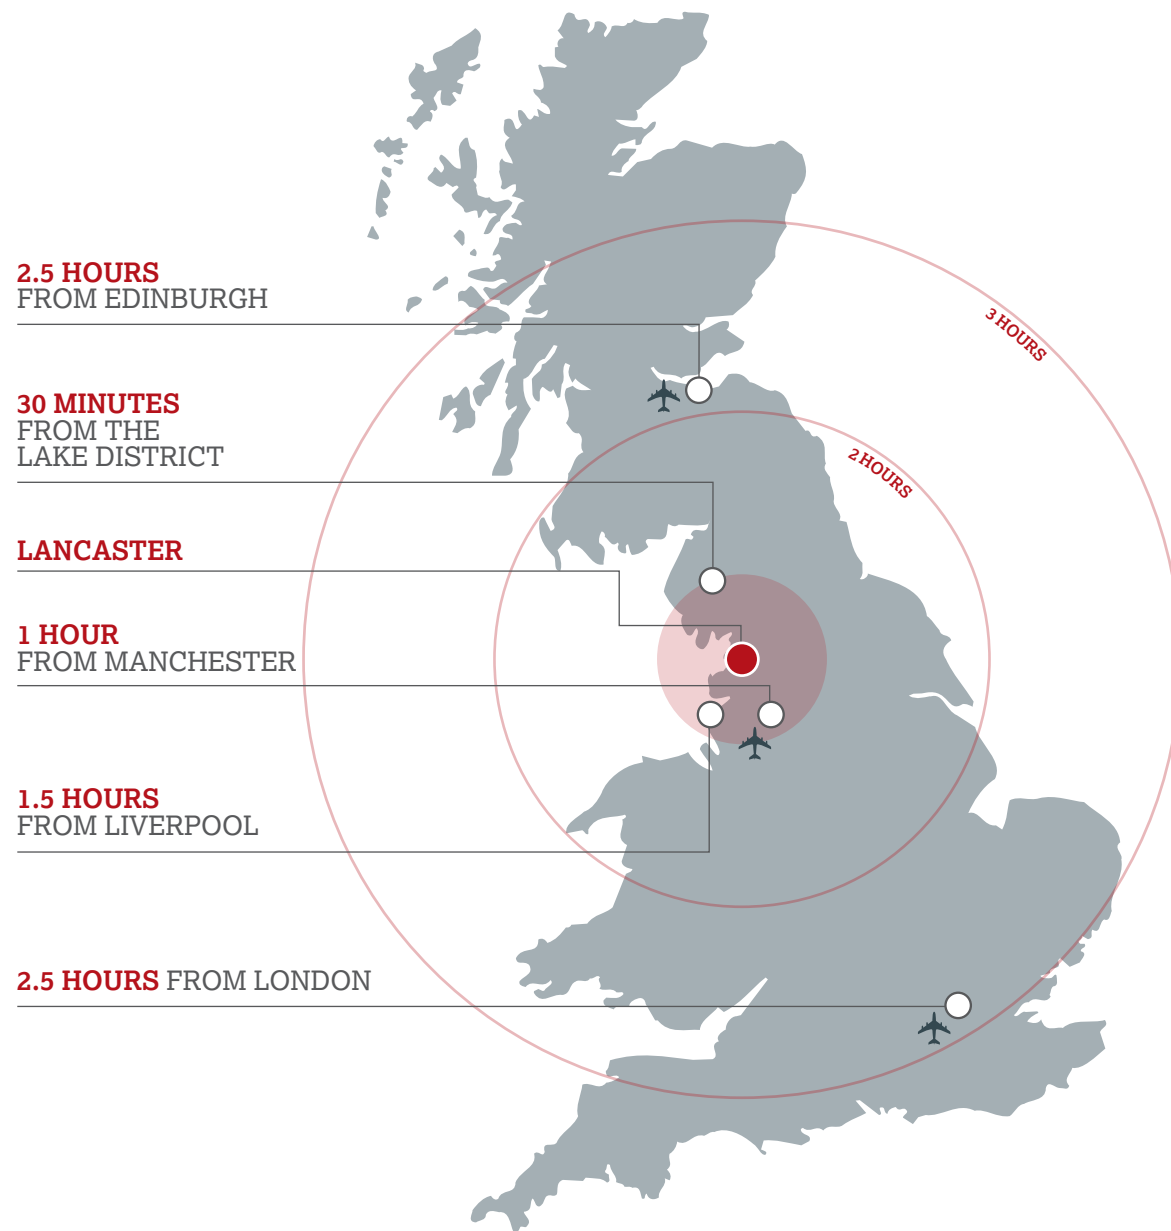 2.5 HOURS
FROM EDINBURGH
3 HOURS
30 MINUTES
FROM THE
LAKE DISTRICT
2 HOURS
LANCASTER
1 HOUR
FROM MANCHESTER
1.5 HOURS
FROM LIVERPOOL
2.5 HOURS FROM LONDON